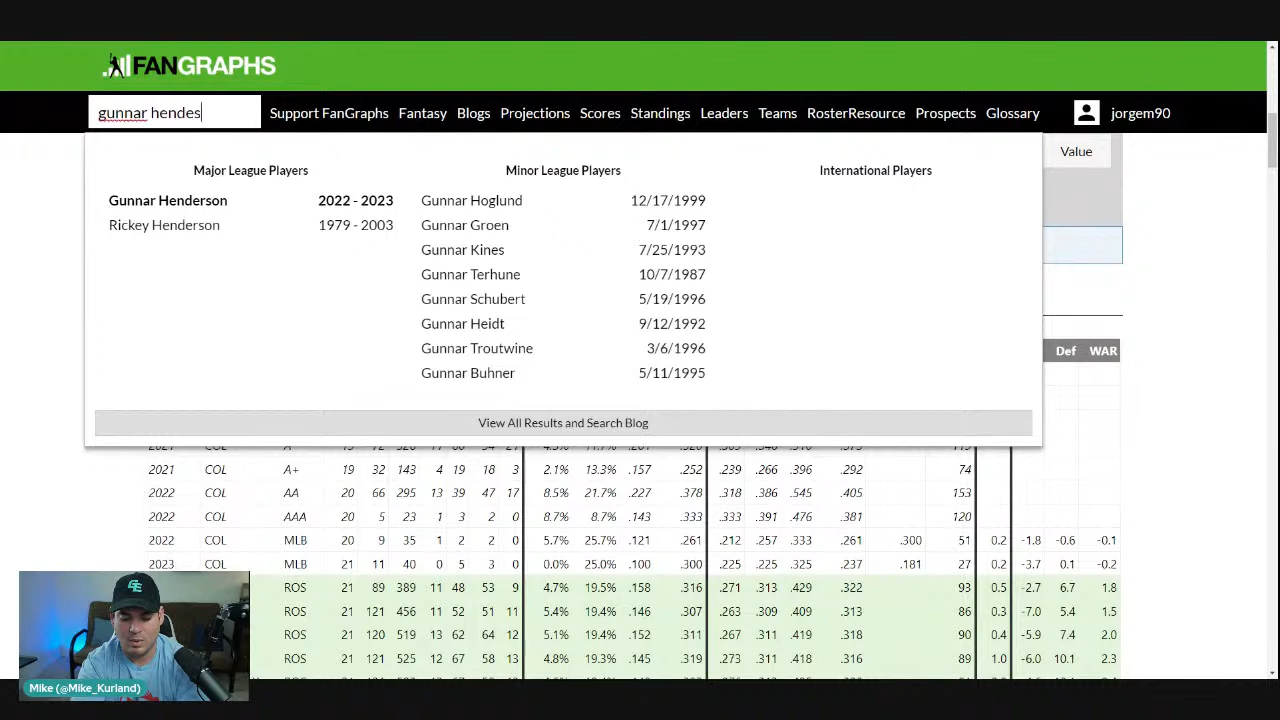 FANGRAPHS
gunnar hendes Support FanGraphs Fantasy Blogs Projections Scores Standings Leaders Teams RosterResource Prospects Glossary jorgem90
Value
Major League Players Minor League Players International Players
Gunnar Henderson 2022 - 2023 Gunnar Hoglund 12/17/1999
Rickey Henderson 1979 - 2003 Gunnar Groen 7/1/1997
Gunnar Kines 7/25/1993
Gunnar Terhune 10/7/1987
Gunnar Schubert 5/19/1996
Gunnar Heidt 9/12/1992
Gunnar Troutwine 3/6/1996
Def WAR
Gunnar Buhner 5/11/1995
View All Results and Search Blog
2021 COL A+ 19 32 143 4 19 18 3 2.1% 13.3% .157 .252 .239 .266 .396 .292 74
2022 COL AA 20 66 295 13 39 47 17 8.5% 21.7% .227 .378 .318 .386 .545 .405 153
2022 COL AAA 20 5 23 1 3 2 0 8.7% 8.7% .143 .333 .333 .391 .476 .381 120
2022 COL MLB 20 9 35 1 2 2 0 5.7% 25.7% .121 .261 .212 .257 .333 .261 .300 51 0.2 -1.8 -0.6 -0.1
2023 COL MLB 21 11 40 0 5 3 0 0.0% 25.0% .100 .300 .225 .225 .325 .237 .181 27 0.2 -3.7 0.1 -0.2
ROS 21 89 389 11 48 53 9 4.7% 19.5% .158 .316 .271 .313 .429 .322 93 0.5 -2.7 6.7 1.8
ROS 21 121 456 11 52 51 11 5.4% 19.4% .146 .307 .263 .309 .409 .313 86 0.3 -7.0 5.4 1.5
ROS 21 120 519 13 62 64 12 5.1% 19.4% .152 .311 .267 .311 .419 .318 90 0.4 -5.9 7.4 2.0
ROS 21 121 525 12 67 58 13 4.8% 19.3% .145 .319 .273 .311 .418 .316 89 1.0 -6.0 10.1 2.3
Mike (@Mike_Kurland)